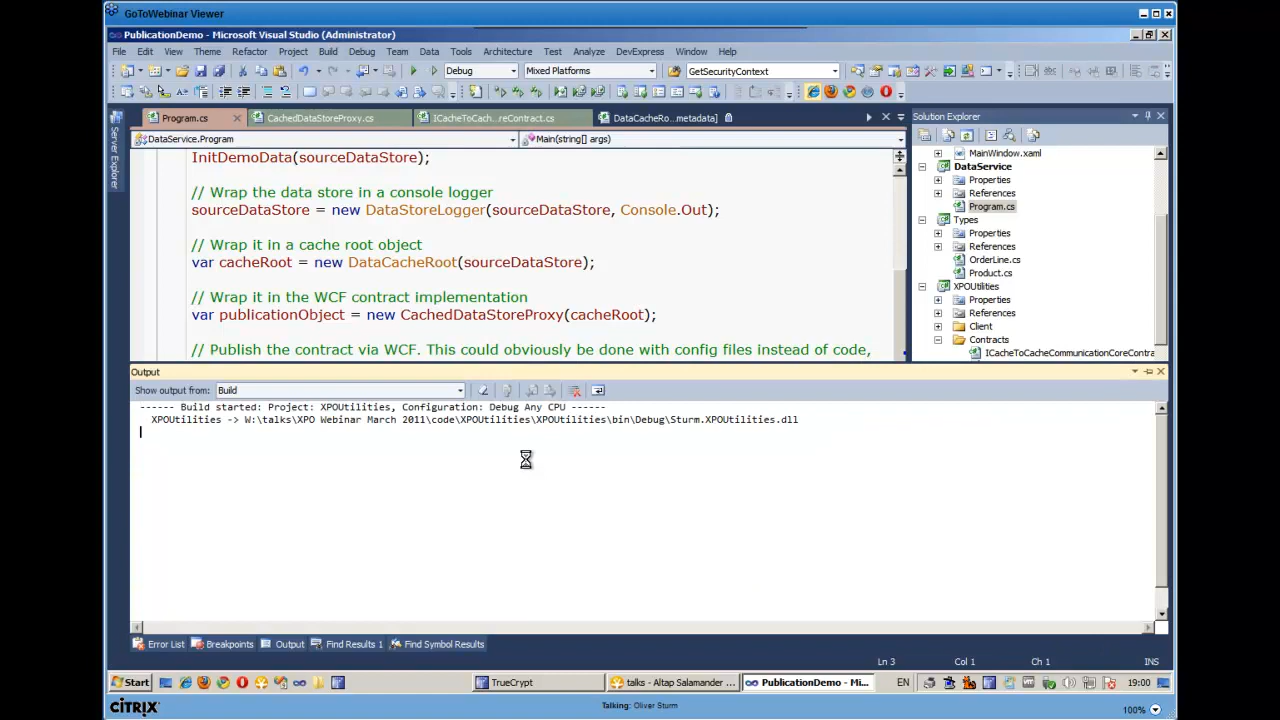 GoToWebinar Viewer
PublicationDemo - Microsoft Visual Studio (Administrator)
File Edit View Theme Refactor Project Build Debug Team Data Tools Architecture Test Analyze DevExpress Window Help
Debug Mixed Platforms GetSecurityContext
Server Explorer
Program.cs CachedDataStoreProxy.cs ICacheToCach...reContract.cs DataCacheRo...metadata]
DataService.Program Main(string[] args)
InitDemoData(sourceDataStore);
// Wrap the data store in a console logger
sourceDataStore = new DataStoreLogger(sourceDataStore, Console.Out);
// Wrap it in a cache root object
var cacheRoot = new DataCacheRoot(sourceDataStore);
// Wrap it in the WCF contract implementation
var publicationObject = new CachedDataStoreProxy(cacheRoot);
// Publish the contract via WCF. This could obviously be done with config files instead of code,
Solution Explorer
MainWindow.xaml
DataService
Properties
References
Program.cs
Types
Properties
References
OrderLine.cs
Product.cs
XPOUtilities
Properties
References
Client
Contracts
ICacheToCacheCommunicationCoreContra
Output
Show output from: Build
------ Build started: Project: XPOUtilities, Configuration: Debug Any CPU ------
XPOUtilities -> W:\talks\XPO Webinar March 2011\code\XPOUtilities\XPOUtilities\bin\Debug\Sturm.XPOUtilities.dll
Error List Breakpoints Output Find Results 1 Find Symbol Results
Ln 3 Col 1 Ch 1 INS
Start TrueCrypt talks - Altap Salamander PublicationDemo - Mi... EN 19:00
CITRIX Talking: Oliver Sturm 100%